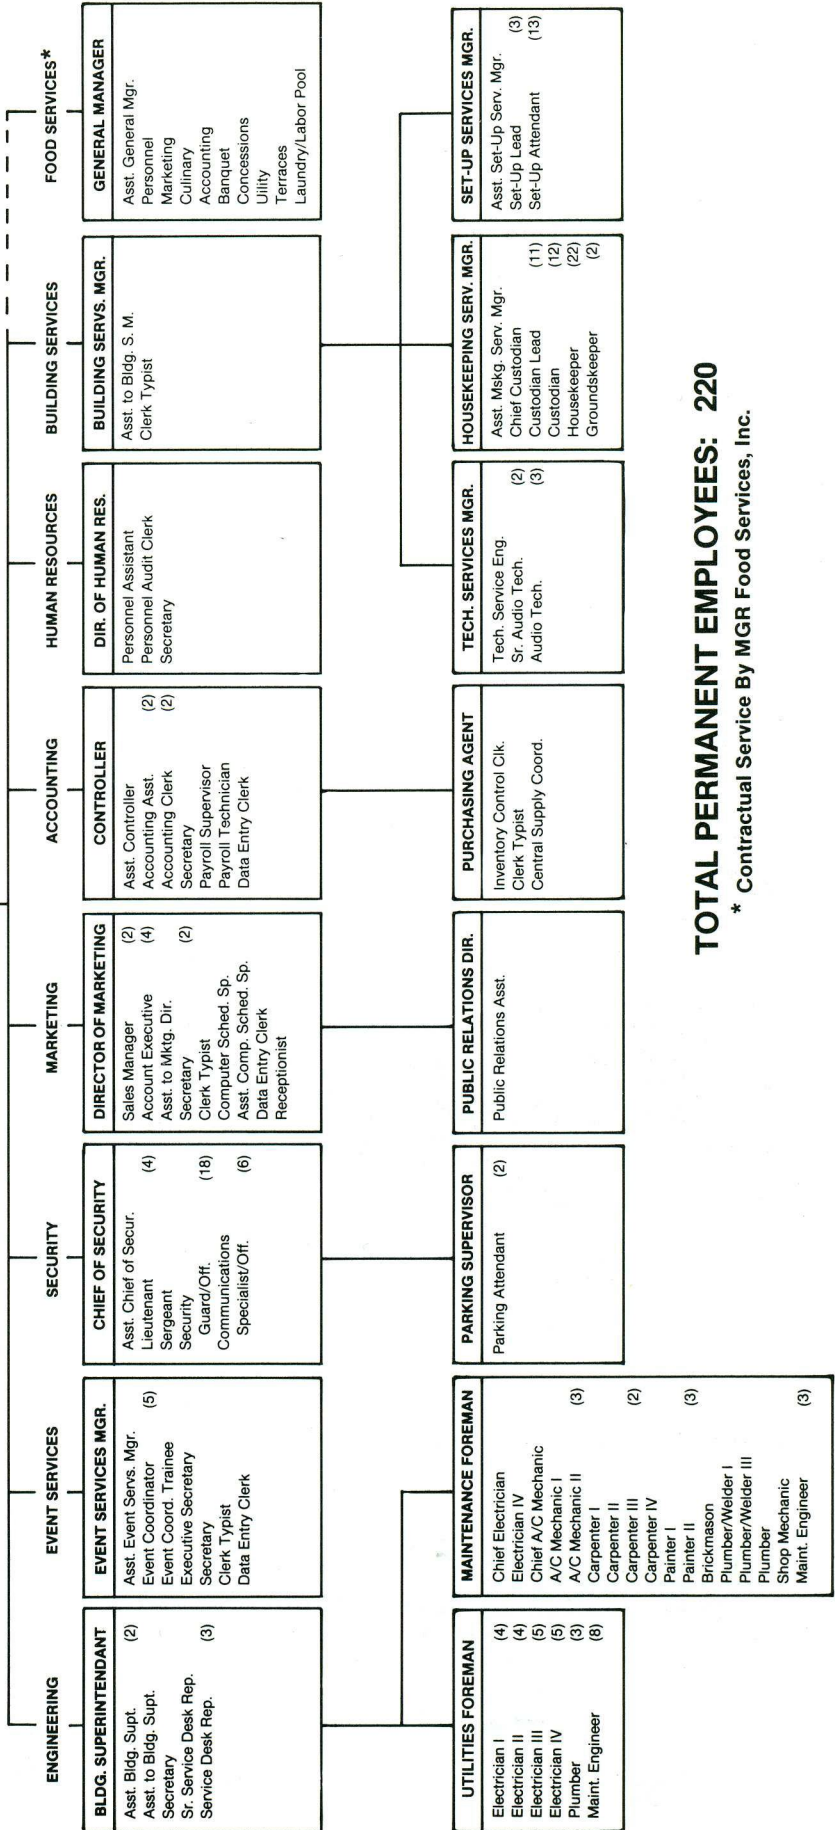 ENGINEERING
BLDG. SUPERINTENDANT
Asst. Bldg. Supt. (2)
Asst. to Bldg. Supt.
Secretary
Sr. Service Desk Rep.
Service Desk Rep. (3)
EVENT SERVICES
EVENT SERVICES MGR.
Asst. Event Servs. Mgr.
Event Coordinator (5)
Event Coord. Trainee
Executive Secretary
Secretary
Clerk Typist
Data Entry Clerk
SECURITY
CHIEF OF SECURITY
Asst. Chief of Secur.
Lieutenant (4)
Sergeant
Security
Guard/Off. (18)
Communications
Specialist/Off. (6)
MARKETING
DIRECTOR OF MARKETING
Sales Manager (2)
Account Executive (4)
Asst. to Mktg. Dir.
Secretary (2)
Clerk Typist
Computer Sched. Sp.
Asst. Comp. Sched. Sp.
Data Entry Clerk
Receptionist
ACCOUNTING
CONTROLLER
Asst. Controller
Accounting Asst. (2)
Accounting Clerk (2)
Secretary
Payroll Supervisor
Payroll Technician
Data Entry Clerk
HUMAN RESOURCES
DIR. OF HUMAN RES.
Personnel Assistant
Personnel Audit Clerk
Secretary
BUILDING SERVICES
BUILDING SERVS. MGR.
Asst. to Bldg. S. M.
Clerk Typist
FOOD SERVICES*
GENERAL MANAGER
Asst. General Mgr.
Personnel
Marketing
Culinary
Accounting
Banquet
Concessions
Uility
Terraces
Laundry/Labor Pool
UTILITIES FOREMAN
Electrician I (4)
Electrician II (4)
Electrician III (5)
Electrician IV (5)
Plumber (3)
Maint. Engineer (8)
MAINTENANCE FOREMAN
Chief Electrician
Electrician IV
Chief A/C Mechanic
A/C Mechanic I
A/C Mechanic II (3)
Carpenter I
Carpenter II
Carpenter III (2)
Carpenter IV
Painter I
Painter II (3)
Brickmason
Plumber/Welder I
Plumber/Welder III
Plumber
Shop Mechanic
Maint. Engineer (3)
PARKING SUPERVISOR
Parking Attendant (2)
PUBLIC RELATIONS DIR.
Public Relations Asst.
PURCHASING AGENT
Inventory Control Clk.
Clerk Typist
Central Supply Coord.
TECH. SERVICES MGR.
Tech. Service Eng.
Sr. Audio Tech. (2)
Audio Tech. (3)
HOUSEKEEPING SERV. MGR.
Asst. Mskg. Serv. Mgr.
Chief Custodian
Custodian Lead (11)
Custodian (12)
Housekeeper (22)
Groundskeeper (2)
SET-UP SERVICES MGR.
Asst. Set-Up Serv. Mgr.
Set-Up Lead (3)
Set-Up Attendant (13)
TOTAL PERMANENT EMPLOYEES: 220
* Contractual Service By MGR Food Services, Inc.